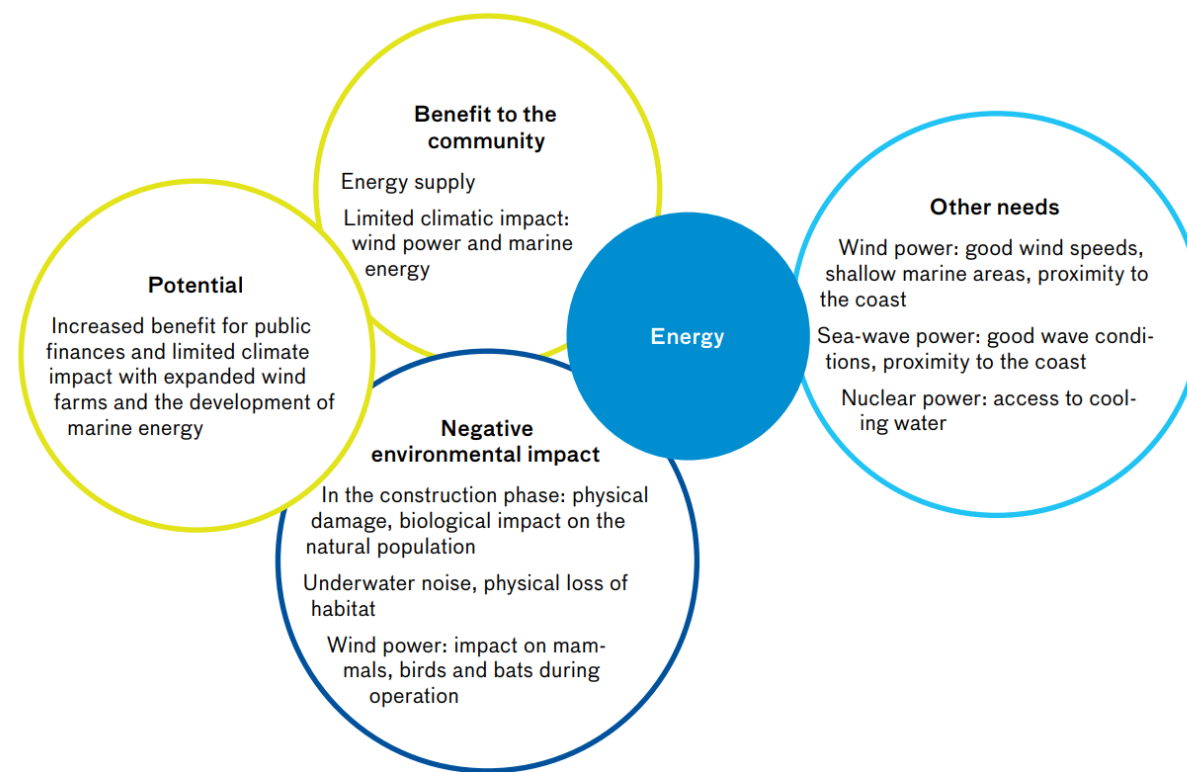 Benefit to the
community
Energy supply
Limited climatic impact:
wind power and marine
energy
Potential
Increased benefit for public
finances and limited climate
impact with expanded wind
farms and the development of
marine energy
Energy
Other needs
Wind power: good wind speeds,
shallow marine areas, proximity to
the coast
Sea-wave power: good wave condi-
tions, proximity to the coast
Nuclear power: access to cool-
ing water
Negative
environmental impact
In the construction phase: physical
damage, biological impact on the
natural population
Underwater noise, physical loss of
habitat
Wind power: impact on mam-
mals, birds and bats during
operation